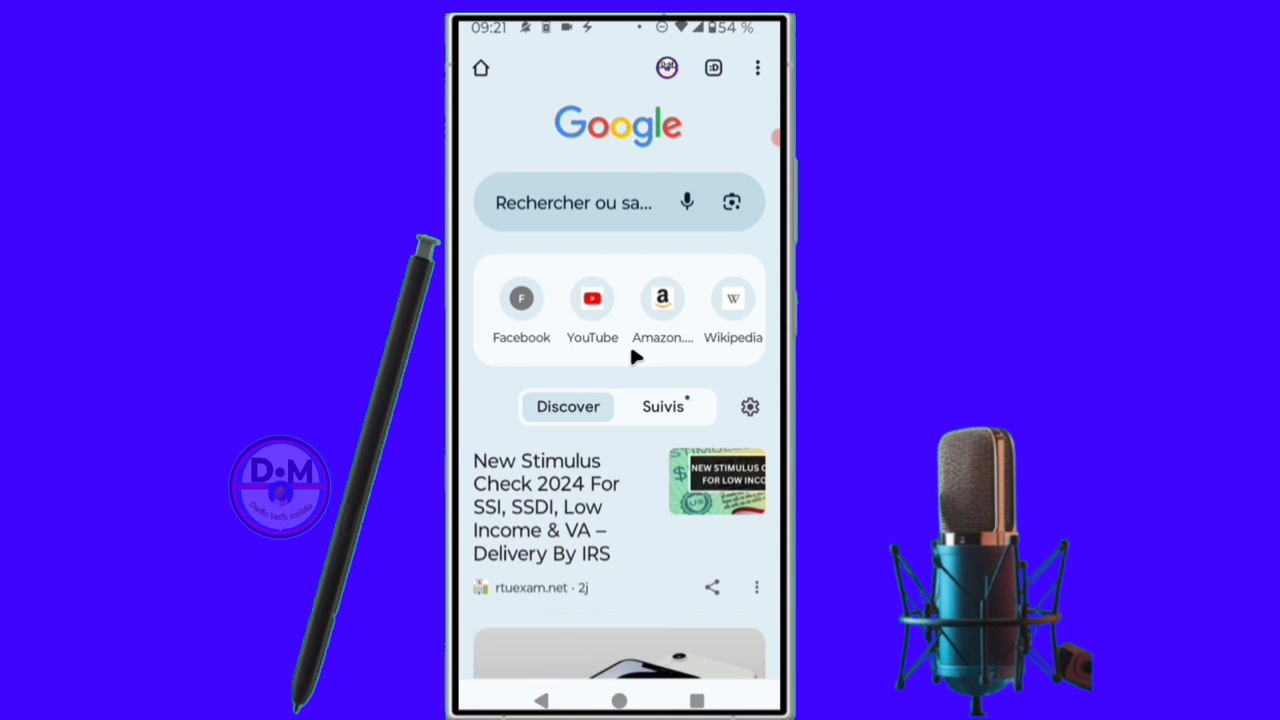 09:21
54 %
:D
Google
Rechercher ou sa...
F
a
W
Facebook
YouTube
Amazon....
Wikipedia
Discover
Suivis
New Stimulus
Check 2024 For
SSI, SSDI, Low
Income & VA –
Delivery By IRS
NEW STIMULUS C
FOR LOW INCO
US
rtuexam.net · 2j
D•M